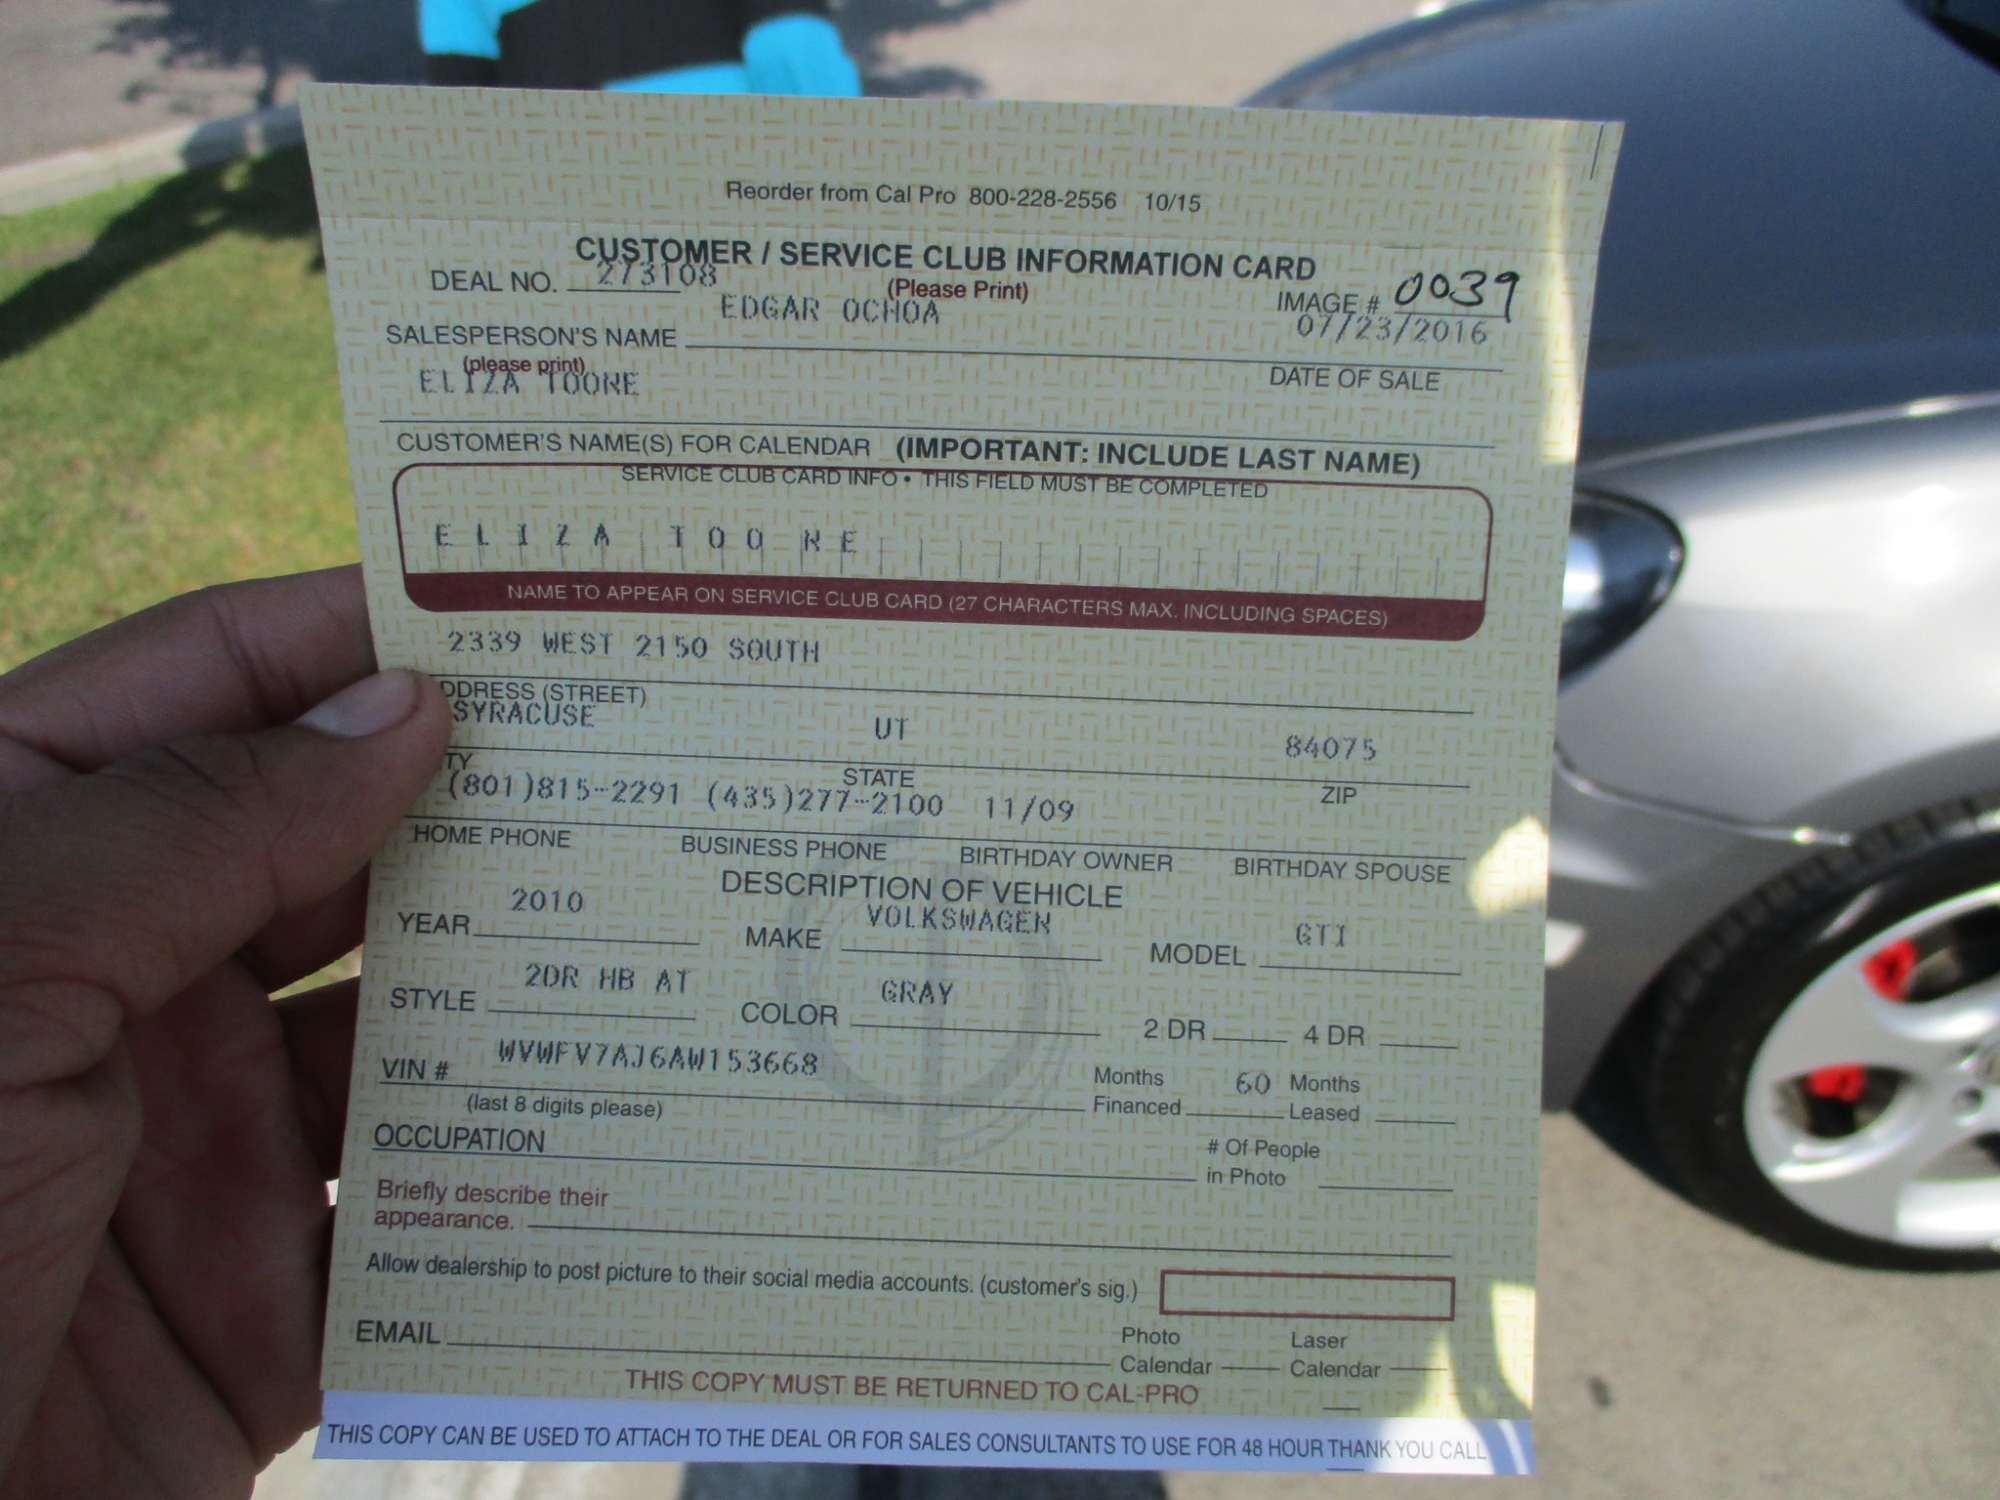 Reorder from Cal Pro 800-228-2556 10/15
CUSTOMER / SERVICE CLUB INFORMATION CARD
DEAL NO. 273108 (Please Print) IMAGE # 0039
EDGAR OCHOA 07/23/2016
SALESPERSON'S NAME
(please print) DATE OF SALE
ELIZA TOONE
CUSTOMER'S NAME(S) FOR CALENDAR (IMPORTANT: INCLUDE LAST NAME)
SERVICE CLUB CARD INFO • THIS FIELD MUST BE COMPLETED
ELIZA TOONE
NAME TO APPEAR ON SERVICE CLUB CARD (27 CHARACTERS MAX. INCLUDING SPACES)
2339 WEST 2150 SOUTH
DDRESS (STREET)
SYRACUSE UT 84075
TY STATE ZIP
(801)815-2291 (435)277-2100 11/09
HOME PHONE BUSINESS PHONE BIRTHDAY OWNER BIRTHDAY SPOUSE
DESCRIPTION OF VEHICLE
YEAR 2010 MAKE VOLKSWAGEN MODEL GTI
STYLE 2DR HB AT COLOR GRAY 2 DR 4 DR
VIN # WVWFV7AJ6AW153668
(last 8 digits please)
Months Financed 60 Months Leased
OCCUPATION # Of People in Photo
Briefly describe their
appearance.
Allow dealership to post picture to their social media accounts. (customer's sig.)
EMAIL Photo Calendar Laser Calendar
THIS COPY MUST BE RETURNED TO CAL-PRO
THIS COPY CAN BE USED TO ATTACH TO THE DEAL OR FOR SALES CONSULTANTS TO USE FOR 48 HOUR THANK YOU CALL